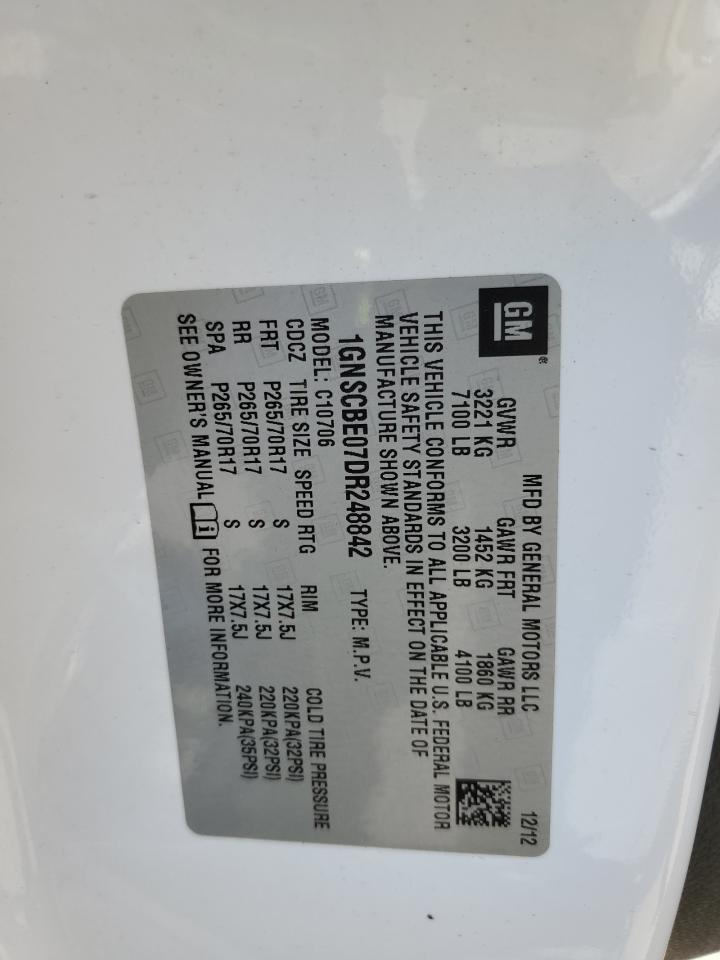 GM ®
MFD BY GENERAL MOTORS LLC 12/12
GVWR GAWR FRT GAWR RR
3221 KG 1452 KG 1860 KG
7100 LB 3200 LB 4100 LB
THIS VEHICLE CONFORMS TO ALL APPLICABLE U.S. FEDERAL MOTOR
VEHICLE SAFETY STANDARDS IN EFFECT ON THE DATE OF
MANUFACTURE SHOWN ABOVE.
1GNSCBE07DR248842 TYPE: M.P.V.
MODEL: C10706
CDCZ TIRE SIZE SPEED RTG RIM COLD TIRE PRESSURE
FRT P265/70R17 S 17X7.5J 220KPA(32PSI)
RR P265/70R17 S 17X7.5J 220KPA(32PSI)
SPA P265/70R17 S 17X7.5J 240KPA(35PSI)
SEE OWNER'S MANUAL FOR MORE INFORMATION.